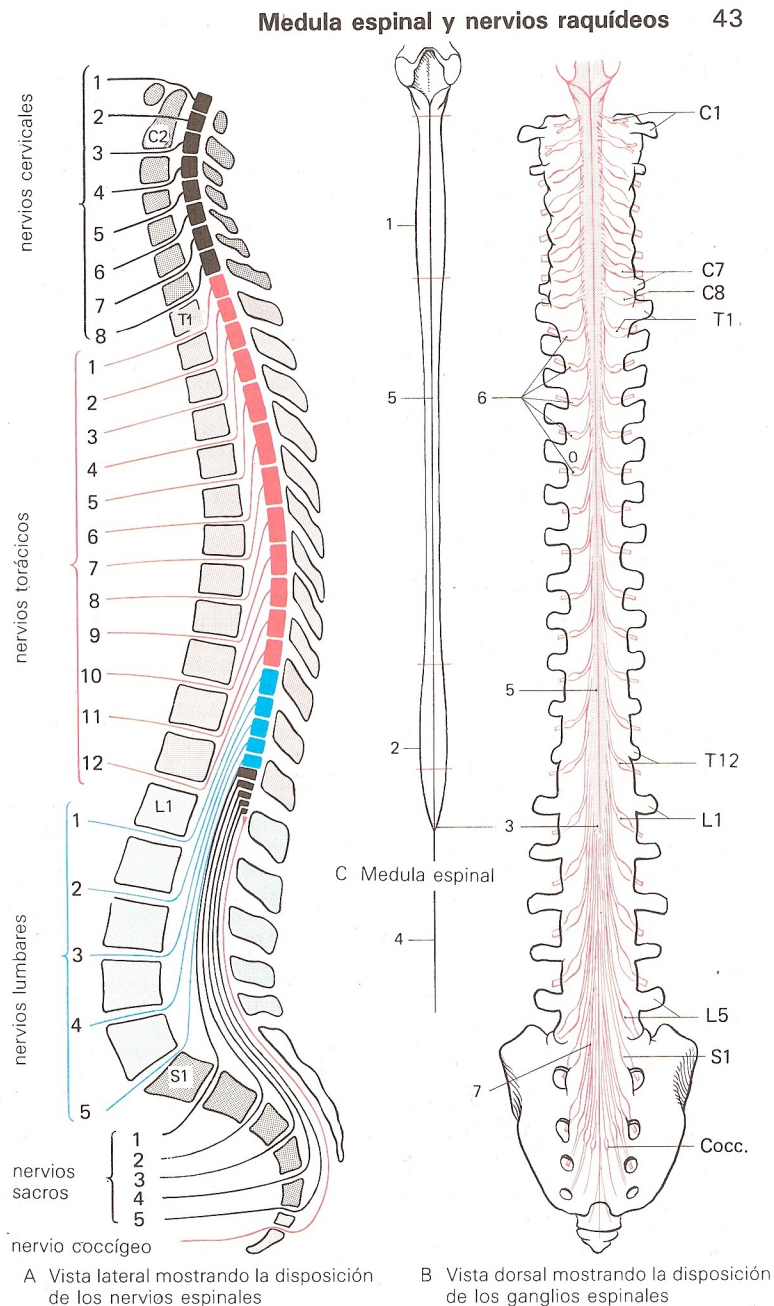 Medula espinal y nervios raquídeos 43
nervios cervicales
1
2
3
4
5
6
7
8
C2
T1
nervios torácicos
1
2
3
4
5
6
7
8
9
10
11
12
nervios lumbares
L1
1
2
3
4
5
S1
nervios
sacros
1
2
3
4
5
nervio coccígeo
A Vista lateral mostrando la disposición
de los nervios espinales
1
5
2
3
C Medula espinal
4
C1
C7
C8
T1
6
0
5
T12
L1
L5
S1
7
Cocc.
B Vista dorsal mostrando la disposición
de los ganglios espinales